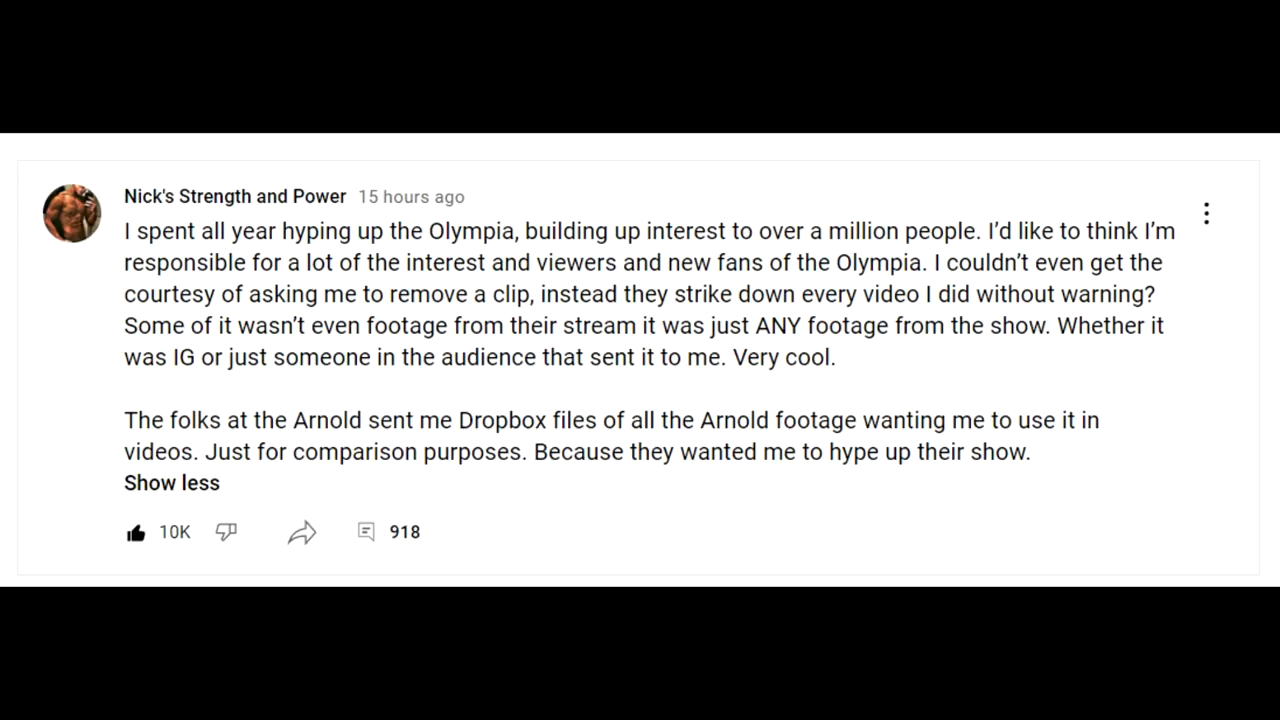 Nick's Strength and Power 15 hours ago
I spent all year hyping up the Olympia, building up interest to over a million people. I’d like to think I’m
responsible for a lot of the interest and viewers and new fans of the Olympia. I couldn’t even get the
courtesy of asking me to remove a clip, instead they strike down every video I did without warning?
Some of it wasn’t even footage from their stream it was just ANY footage from the show. Whether it
was IG or just someone in the audience that sent it to me. Very cool.
The folks at the Arnold sent me Dropbox files of all the Arnold footage wanting me to use it in
videos. Just for comparison purposes. Because they wanted me to hype up their show.
Show less
10K 918